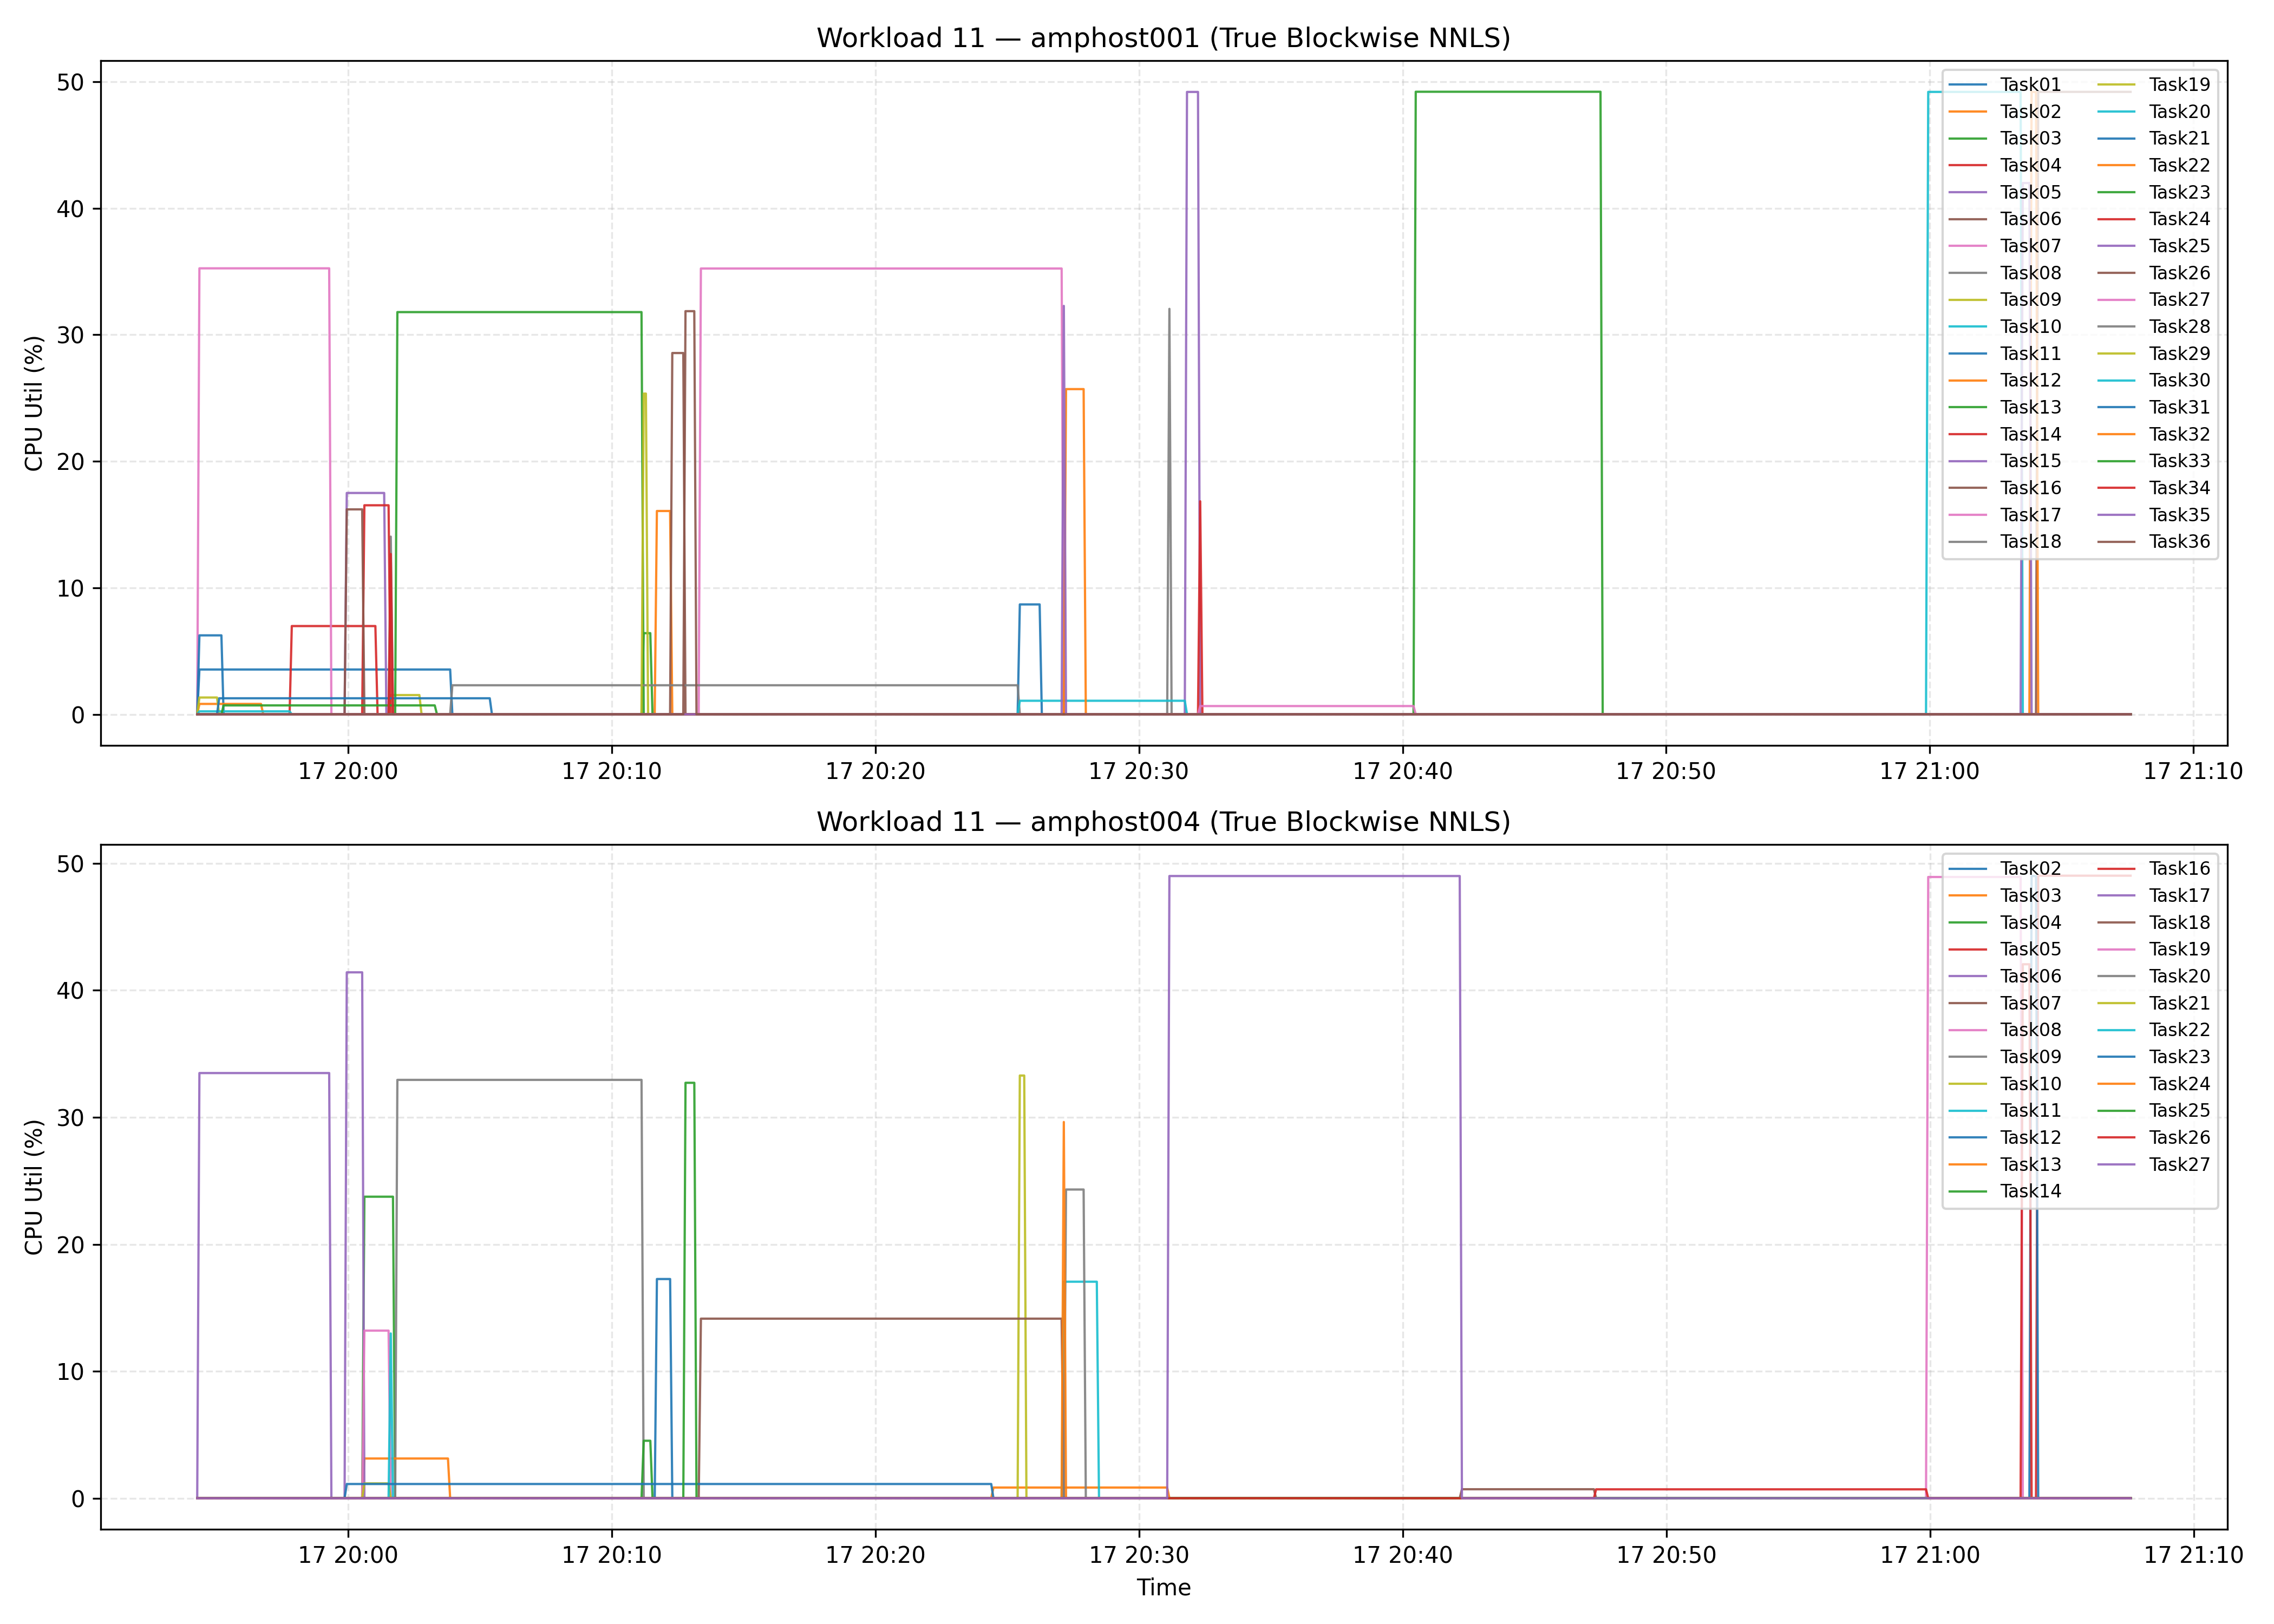 Workload 11 — amphost001 (True Blockwise NNLS)
CPU Util (%)
50
40
30
20
10
0
Task01 Task19
Task02 Task20
Task03 Task21
Task04 Task22
Task05 Task23
Task06 Task24
Task07 Task25
Task08 Task26
Task09 Task27
Task10 Task28
Task11 Task29
Task12 Task30
Task13 Task31
Task14 Task32
Task15 Task33
Task16 Task34
Task17 Task35
Task18 Task36
17 20:00 17 20:10 17 20:20 17 20:30 17 20:40 17 20:50 17 21:00 17 21:10
Workload 11 — amphost004 (True Blockwise NNLS)
CPU Util (%)
50
40
30
20
10
0
Task02 Task16
Task03 Task17
Task04 Task18
Task05 Task19
Task06 Task20
Task07 Task21
Task08 Task22
Task09 Task23
Task10 Task24
Task11 Task25
Task12 Task26
Task13 Task27
Task14
17 20:00 17 20:10 17 20:20 17 20:30 17 20:40 17 20:50 17 21:00 17 21:10
Time